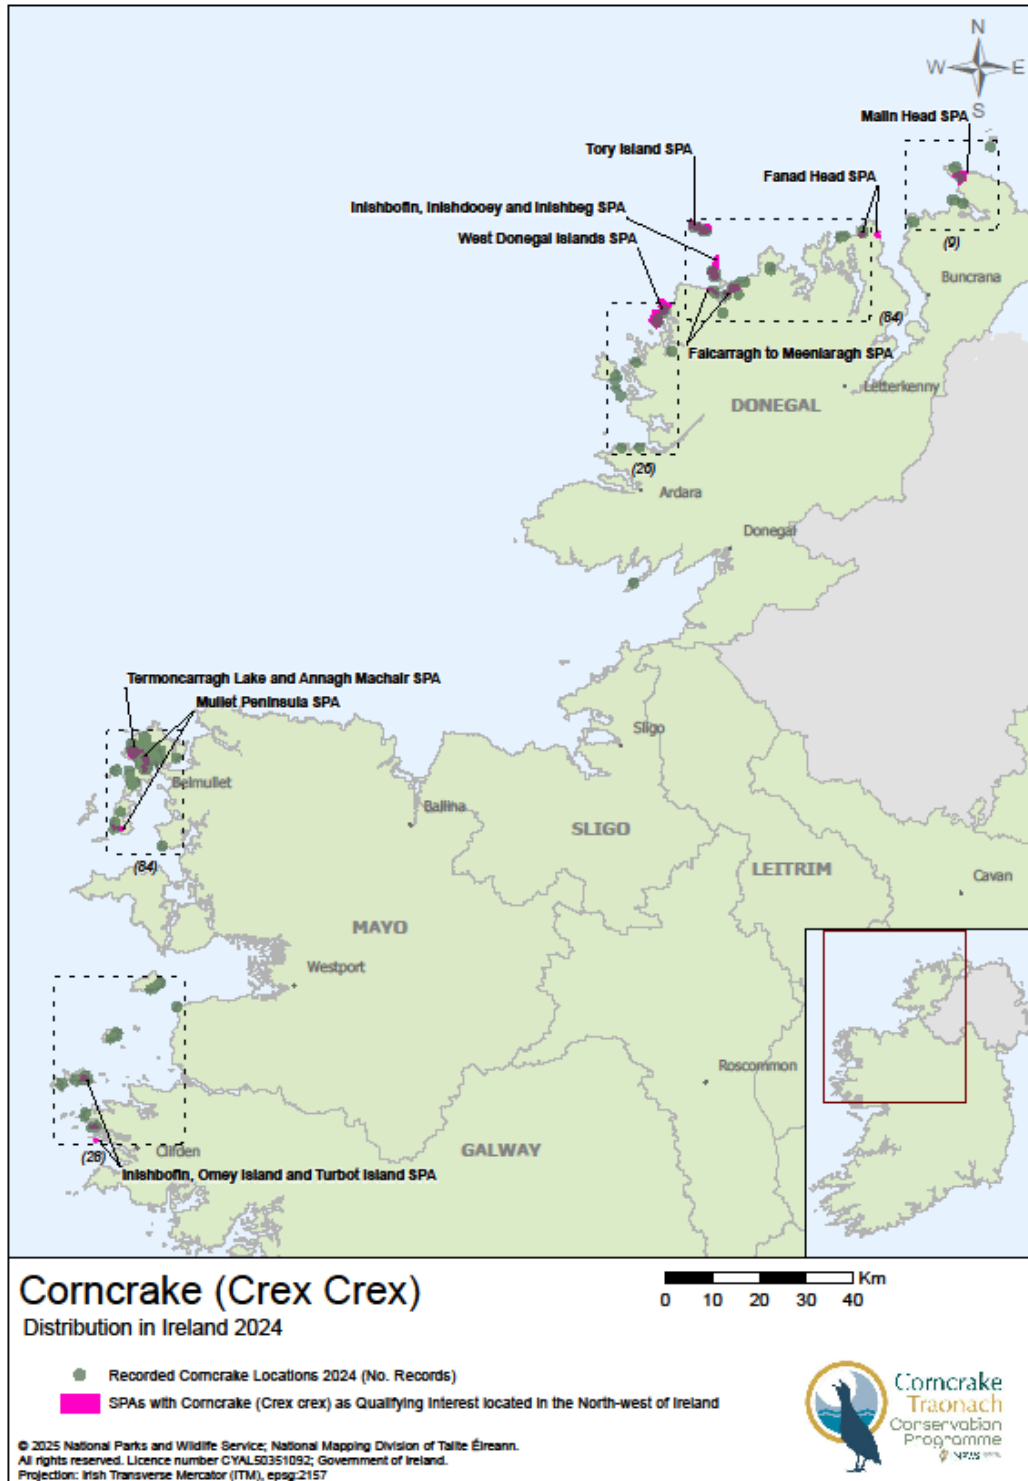 N
W E
S
Malin Head SPA
Tory Island SPA
Fanad Head SPA
Inishbofin, Inishdooey and Inishbeg SPA
West Donegal Islands SPA
(9)
Buncrana
(64)
Falcarragh to Meenlaragh SPA
Letterkenny
DONEGAL
(26)
Ardara
Donegal
Termoncarragh Lake and Annagh Machair SPA
Mullet Peninsula SPA
Sligo
Belmullet
Ballina
SLIGO
(84)
LEITRIM
Cavan
MAYO
Westport
Roscommon
GALWAY
Clifden
(28)
Inishbofin, Omey Island and Turbot Island SPA
Corncrake (Crex Crex)
Distribution in Ireland 2024
Km
0 10 20 30 40
Recorded Corncrake Locations 2024 (No. Records)
SPAs with Corncrake (Crex crex) as Qualifying Interest located in the North-west of Ireland
© 2025 National Parks and Wildlife Service; National Mapping Division of Tailte Éireann.
All rights reserved. Licence number CYAL50351092; Government of Ireland.
Projection: Irish Transverse Mercator (ITM), epsg:2157
Corncrake
Traonach
Conservation
Programme
NPWS